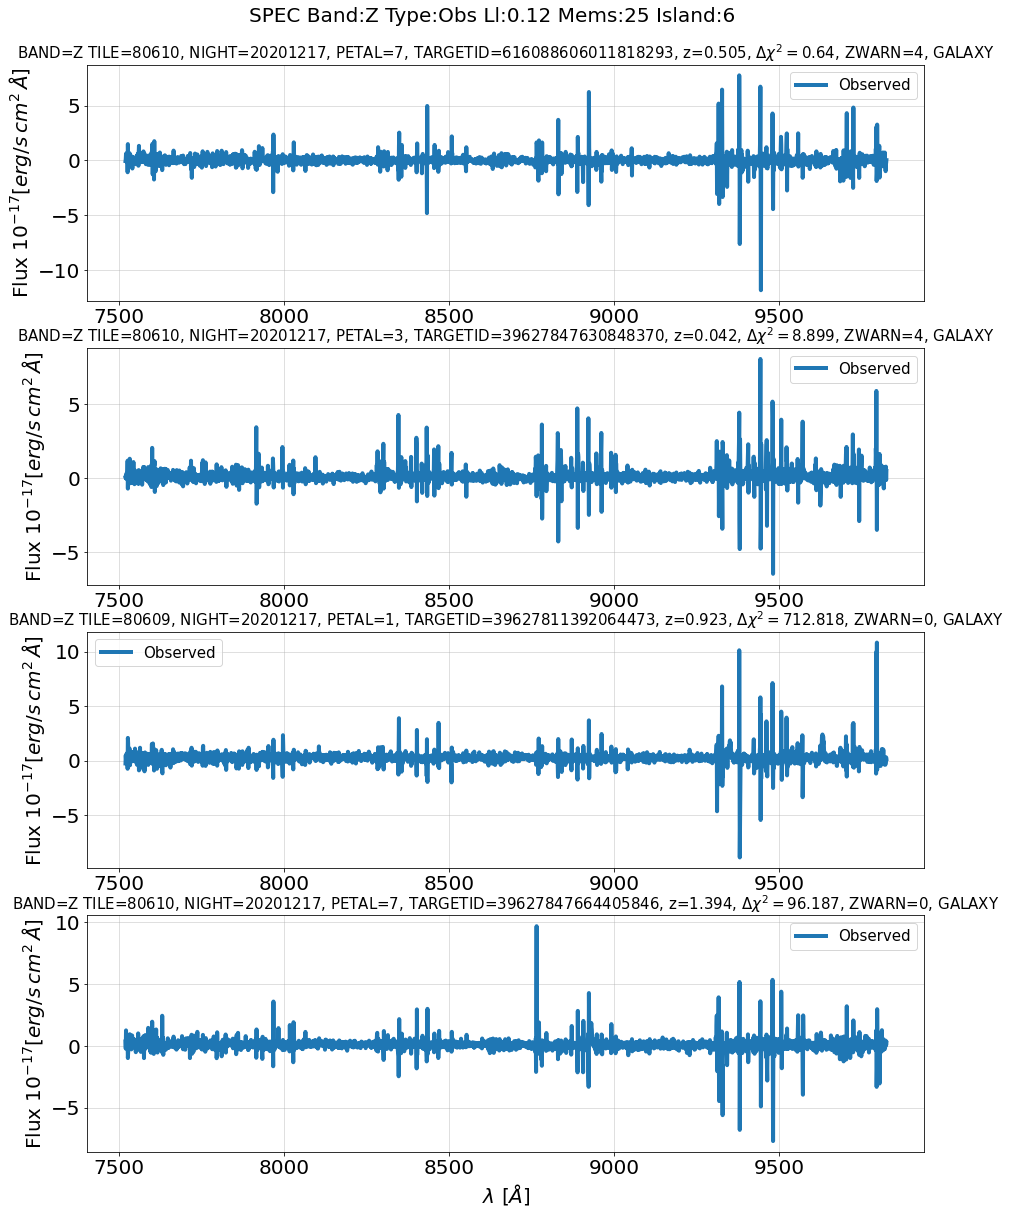 SPEC Band:Z Type:Obs Ll:0.12 Mems:25 Island:6
BAND=Z TILE=80610, NIGHT=20201217, PETAL=7, TARGETID=616088606011818293, z=0.505, Δχ² = 0.64, ZWARN=4, GALAXY
Observed
Flux 10⁻¹⁷[erg/s cm² Å]
5
0
−5
−10
7500 8000 8500 9000 9500
BAND=Z TILE=80610, NIGHT=20201217, PETAL=3, TARGETID=39627847630848370, z=0.042, Δχ² = 8.899, ZWARN=4, GALAXY
Observed
Flux 10⁻¹⁷[erg/s cm² Å]
5
0
−5
7500 8000 8500 9000 9500
BAND=Z TILE=80609, NIGHT=20201217, PETAL=1, TARGETID=39627811392064473, z=0.923, Δχ² = 712.818, ZWARN=0, GALAXY
Observed
Flux 10⁻¹⁷[erg/s cm² Å]
10
5
0
−5
7500 8000 8500 9000 9500
BAND=Z TILE=80610, NIGHT=20201217, PETAL=7, TARGETID=39627847664405846, z=1.394, Δχ² = 96.187, ZWARN=0, GALAXY
Observed
Flux 10⁻¹⁷[erg/s cm² Å]
10
5
0
−5
7500 8000 8500 9000 9500
λ [Å]